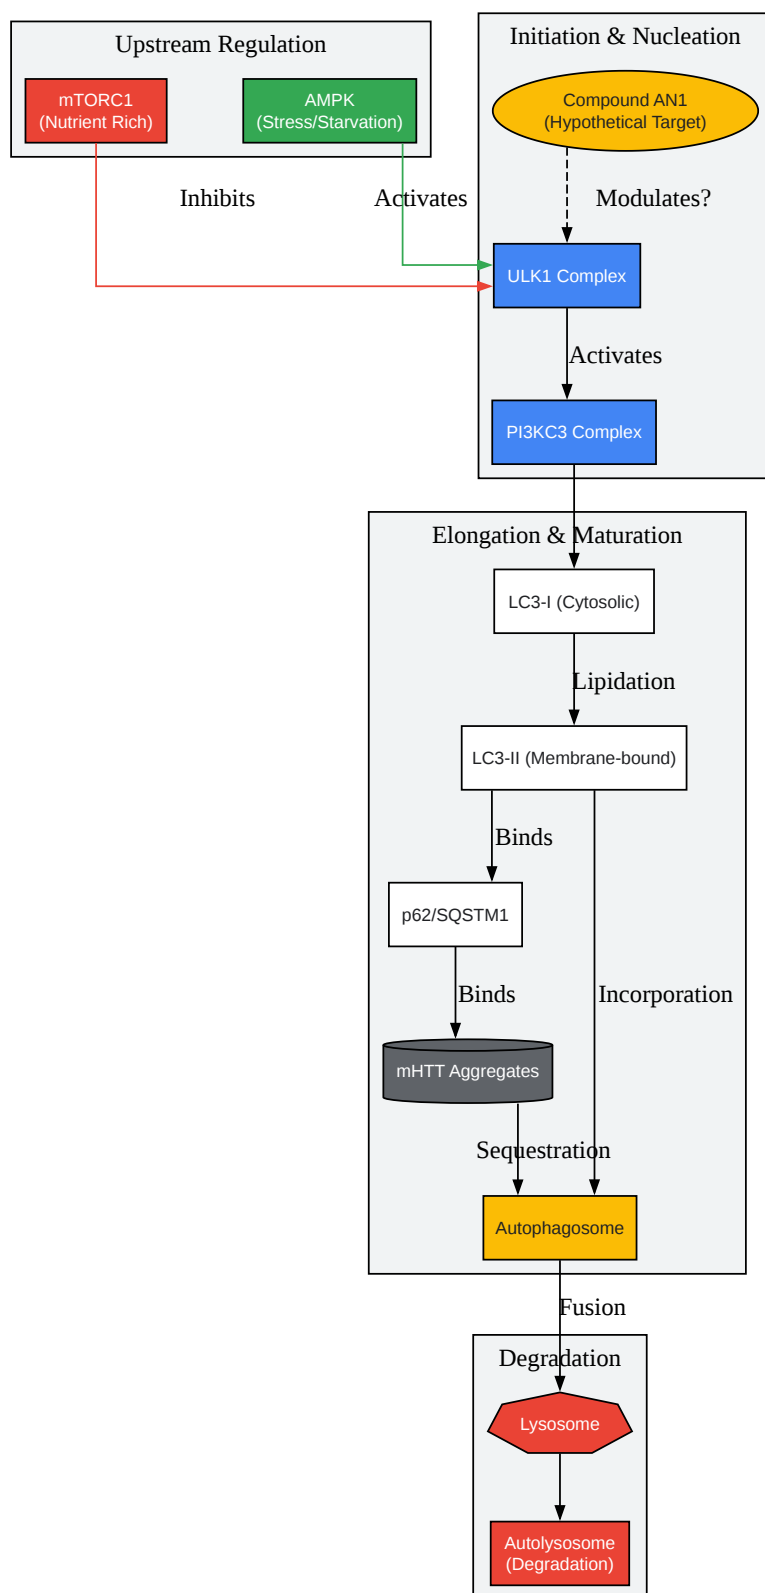 Upstream Regulation
mTORC1
(Nutrient Rich)
AMPK
(Stress/Starvation)
Inhibits
Activates
Initiation & Nucleation
Compound AN1
(Hypothetical Target)
Modulates?
ULK1 Complex
Activates
PI3KC3 Complex
Elongation & Maturation
LC3-I (Cytosolic)
Lipidation
LC3-II (Membrane-bound)
Binds
p62/SQSTM1
Binds
Incorporation
mHTT Aggregates
Sequestration
Autophagosome
Fusion
Degradation
Lysosome
Autolysosome
(Degradation)